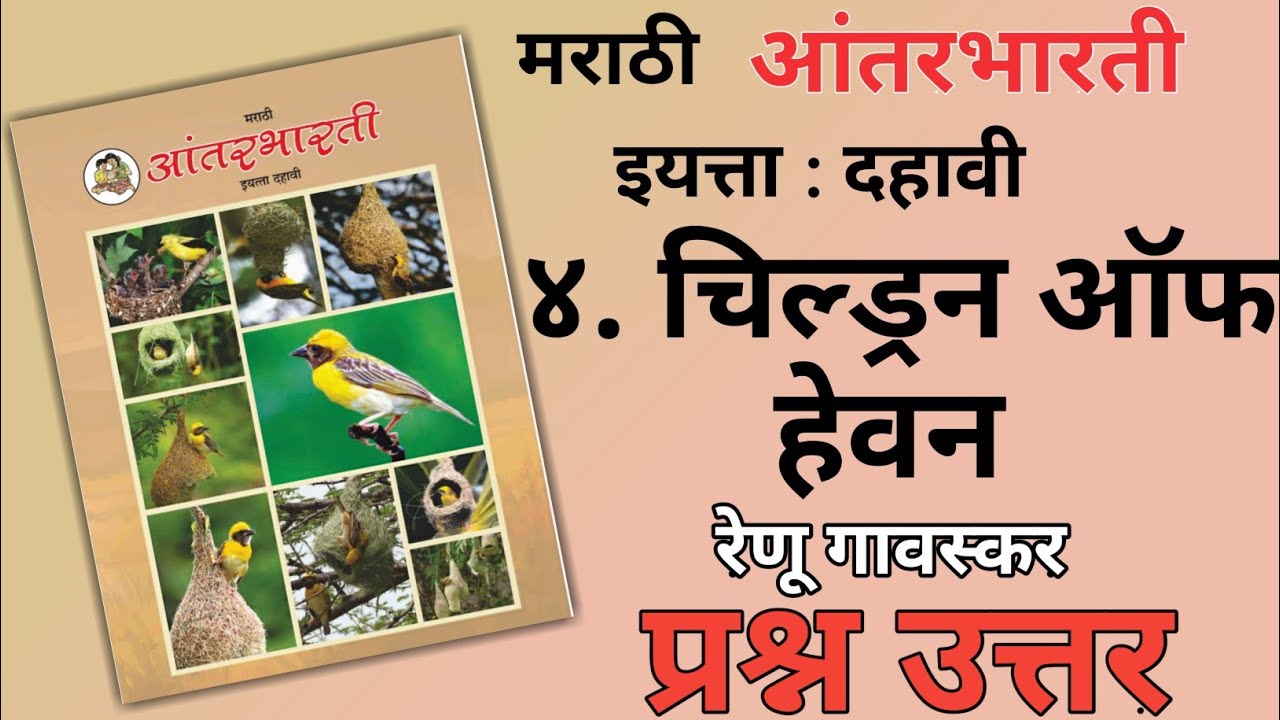 मराठी आंतरभारती
इयत्ता : दहावी
४. चिल्ड्रन ऑफ
हेवन
रेणू गावस्कर
प्रश्न उत्तर
मराठी
आंतरभारती
इयत्ता दहावी